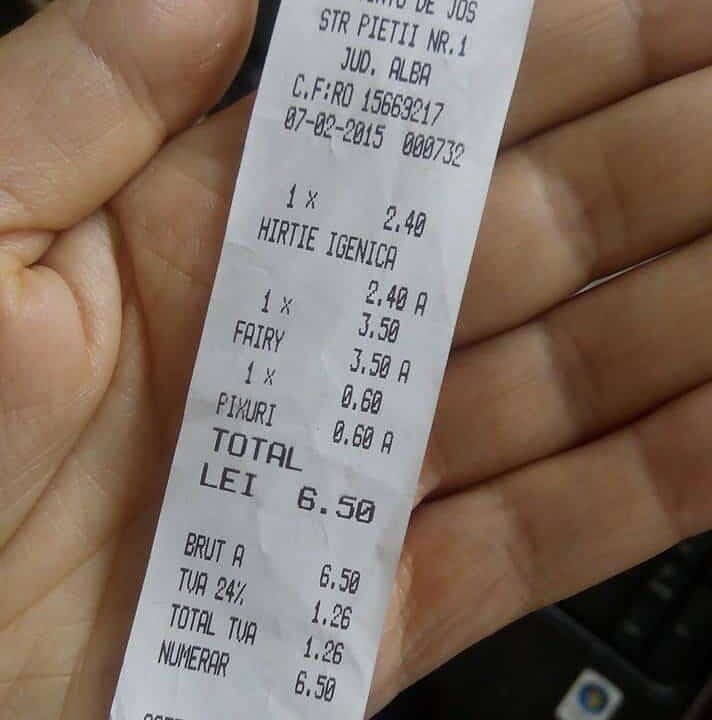 DE JOS
STR PIETII NR.1
JUD. ALBA
C.F:RO 15663217
07-02-2015 000732
1 X 2.40
HIRTIE IGENICA
2.40 A
1 X 3.50
FAIRY 3.50 A
1 X 0.60
PIXURI 0.60 A
TOTAL
LEI 6.50
BRUT A 6.50
TVA 24% 1.26
TOTAL TVA 1.26
NUMERAR 6.50